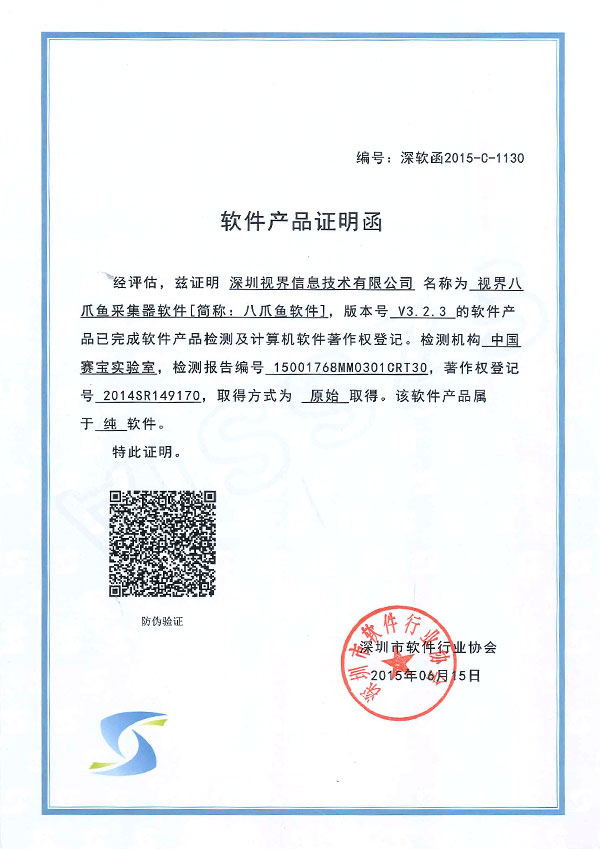 编号：深软函2015-C-1130
软件产品证明函
经评估，兹证明 深圳视界信息技术有限公司 名称为 视界八
爪鱼采集器软件[简称：八爪鱼软件]，版本号 V3.2.3 的软件产
品已完成软件产品检测及计算机软件著作权登记。检测机构 中国
赛宝实验室，检测报告编号 15001768MM0301CRT30，著作权登记
号 2014SR149170，取得方式为 原始 取得。该软件产品属
于 纯 软件。
特此证明。
防伪验证
深圳市软件行业协会
深圳市软件行业协会
2015年06月15日